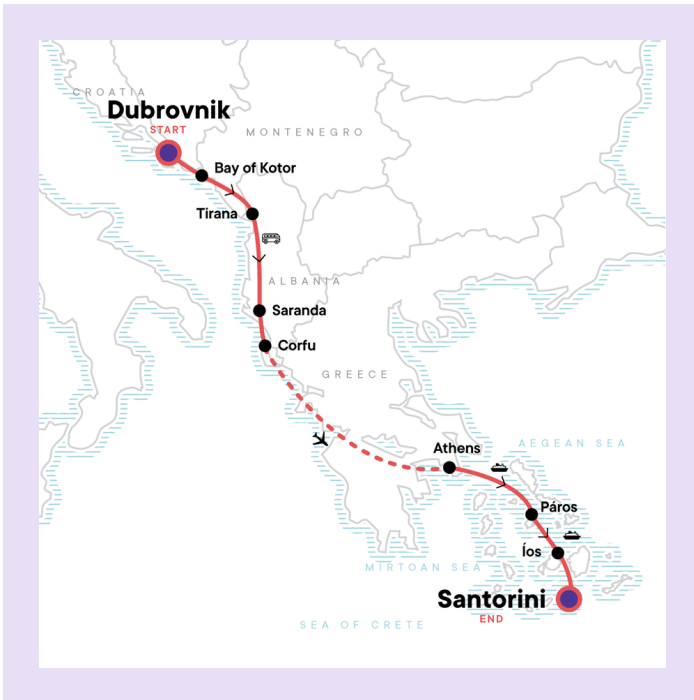 CROATIA
Dubrovnik
START
MONTENEGRO
Bay of Kotor
Tirana
ALBANIA
Saranda
Corfu
GREECE
Athens
AEGEAN SEA
Páros
Íos
MIRTOAN SEA
Santorini
END
SEA OF CRETE